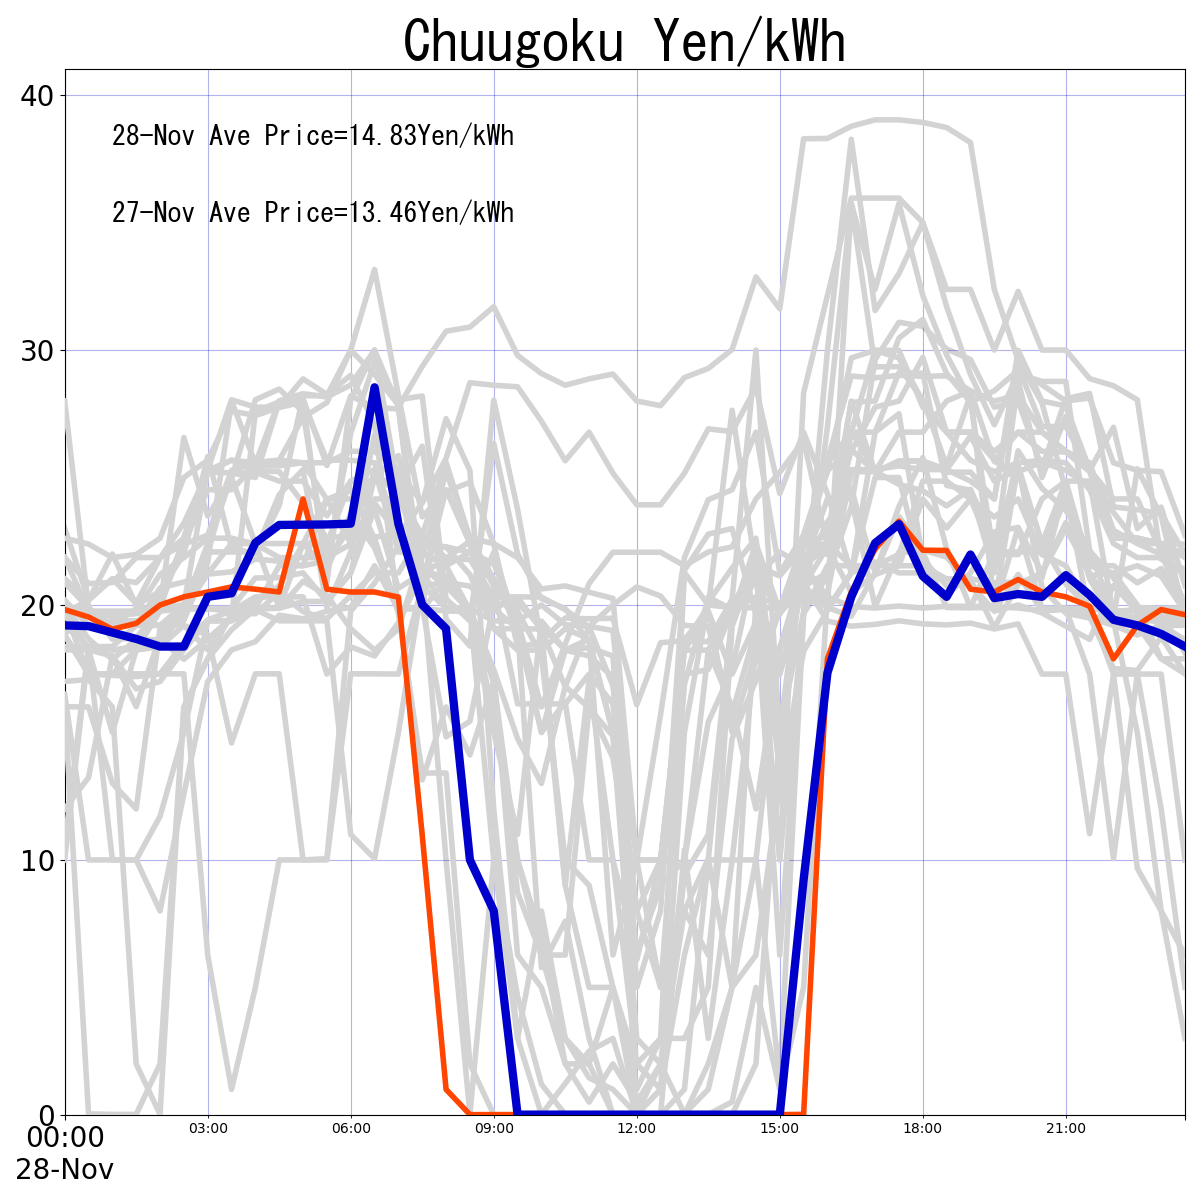 Chuugoku Yen/kWh
40
28-Nov Ave Price=14.83Yen/kWh
27-Nov Ave Price=13.46Yen/kWh
30
20
10
0
00:00 03:00 06:00 09:00 12:00 15:00 18:00 21:00
28-Nov